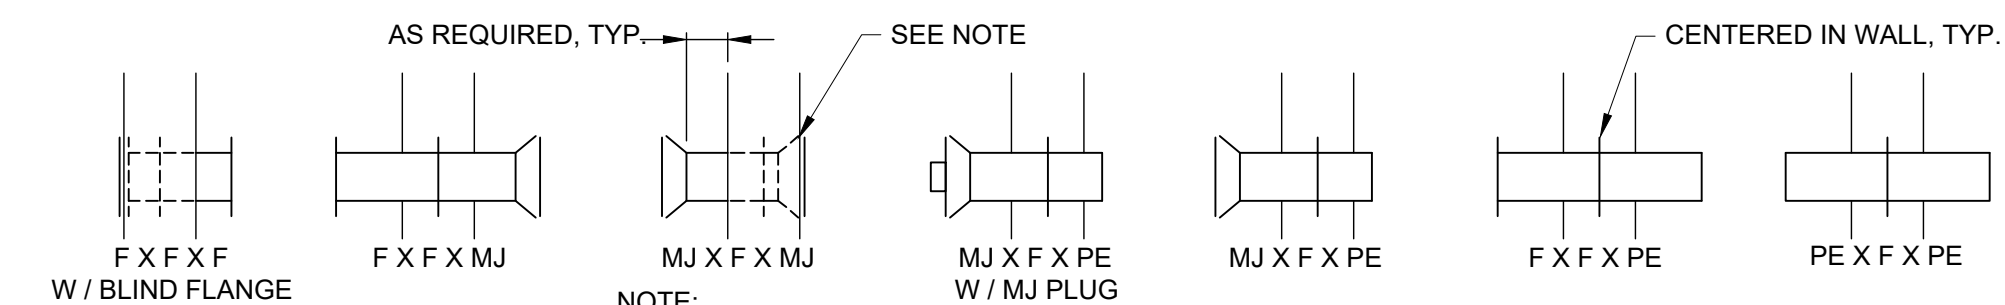 AS REQUIRED, TYP.
SEE NOTE
CENTERED IN WALL, TYP.
F X F X F
W / BLIND FLANGE
F X F X MJ
MJ X F X MJ
NOTE:
MJ X F X PE
W / MJ PLUG
MJ X F X PE
F X F X PE
PE X F X PE